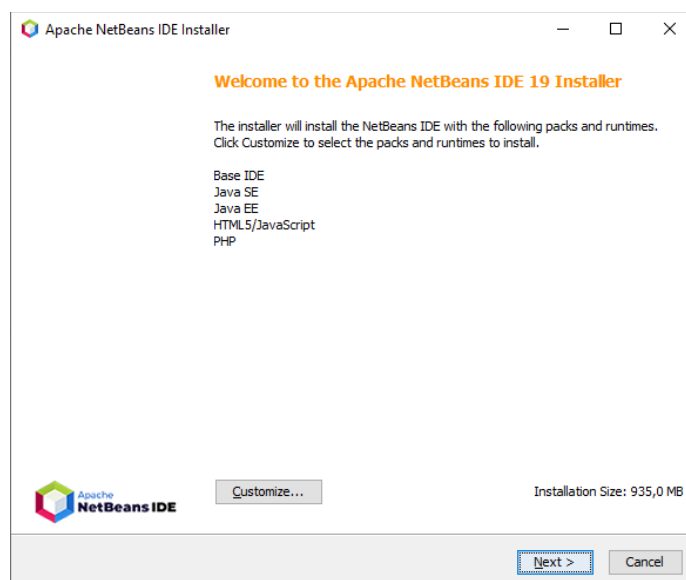 Apache NetBeans IDE Installer
Welcome to the Apache NetBeans IDE 19 Installer
The installer will install the NetBeans IDE with the following packs and runtimes.
Click Customize to select the packs and runtimes to install.
Base IDE
Java SE
Java EE
HTML5/JavaScript
PHP
Apache
NetBeans IDE
Customize...
Installation Size: 935,0 MB
Next >
Cancel